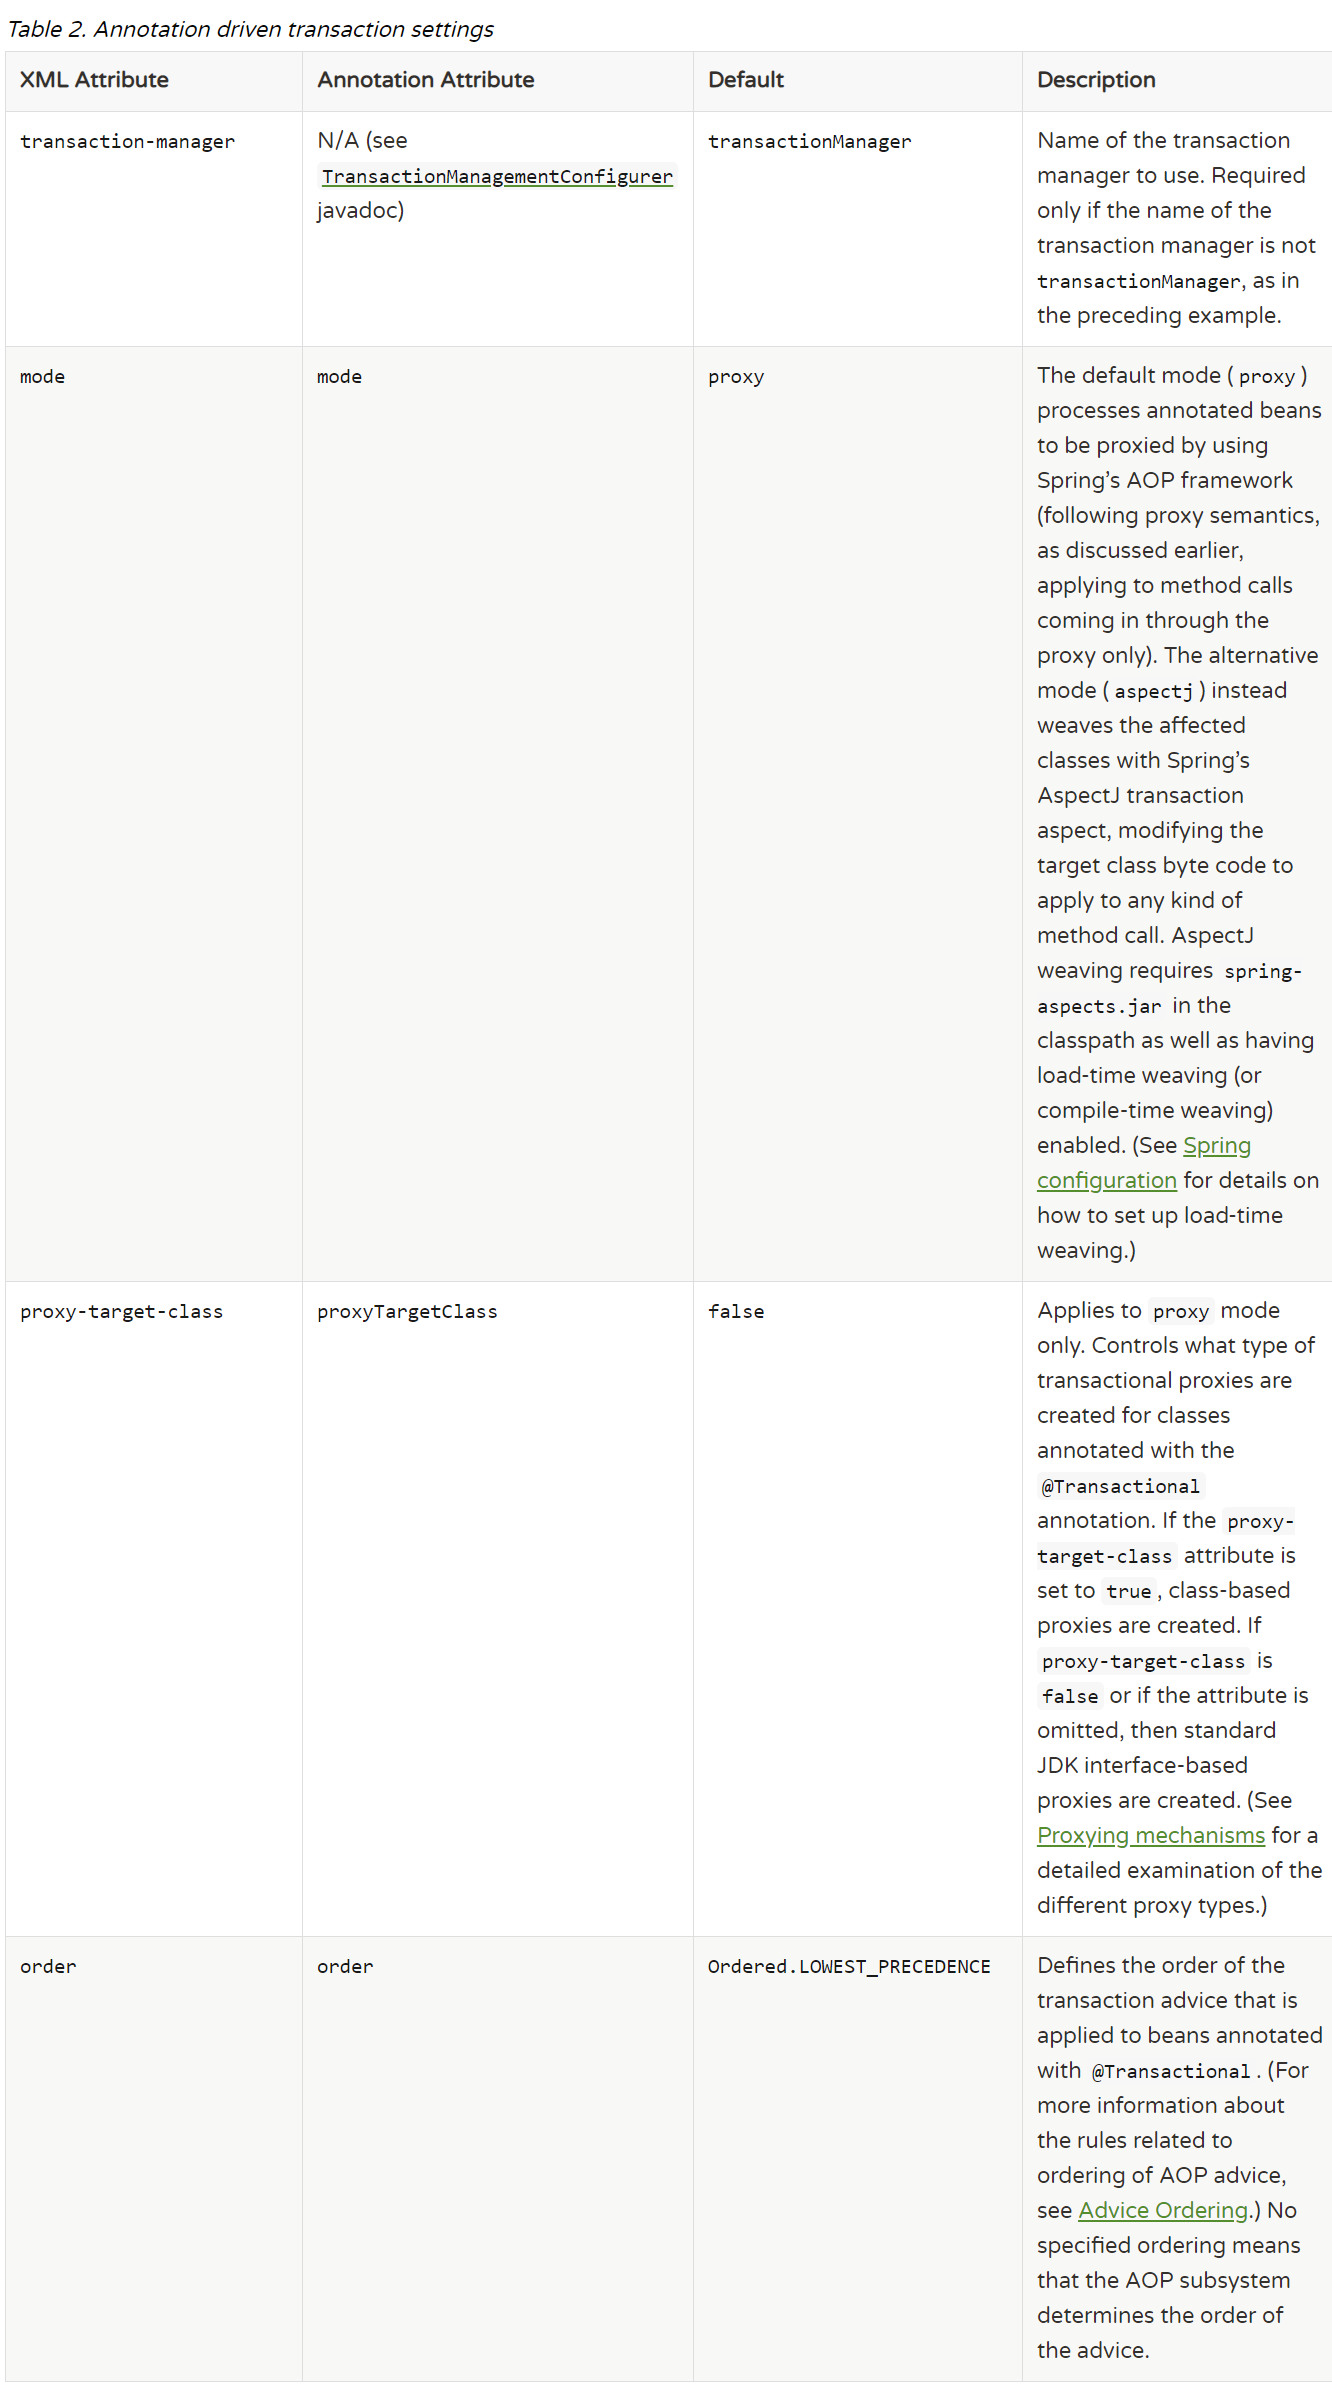 Table 2. Annotation driven transaction settings
XML Attribute Annotation Attribute Default Description
transaction-manager
N/A (see
TransactionManagementConfigurer
javadoc)
transactionManager
Name of the transaction
manager to use. Required
only if the name of the
transaction manager is not
transactionManager, as in
the preceding example.
mode
mode
proxy
The default mode ( proxy )
processes annotated beans
to be proxied by using
Spring’s AOP framework
(following proxy semantics,
as discussed earlier,
applying to method calls
coming in through the
proxy only). The alternative
mode ( aspectj ) instead
weaves the affected
classes with Spring’s
AspectJ transaction
aspect, modifying the
target class byte code to
apply to any kind of
method call. AspectJ
weaving requires spring-
aspects.jar in the
classpath as well as having
load-time weaving (or
compile-time weaving)
enabled. (See Spring
configuration for details on
how to set up load-time
weaving.)
proxy-target-class
proxyTargetClass
false
Applies to proxy mode
only. Controls what type of
transactional proxies are
created for classes
annotated with the
@Transactional
annotation. If the proxy-
target-class attribute is
set to true , class-based
proxies are created. If
proxy-target-class is
false or if the attribute is
omitted, then standard
JDK interface-based
proxies are created. (See
Proxying mechanisms for a
detailed examination of the
different proxy types.)
order
order
Ordered.LOWEST_PRECEDENCE
Defines the order of the
transaction advice that is
applied to beans annotated
with @Transactional . (For
more information about
the rules related to
ordering of AOP advice,
see Advice Ordering.) No
specified ordering means
that the AOP subsystem
determines the order of
the advice.